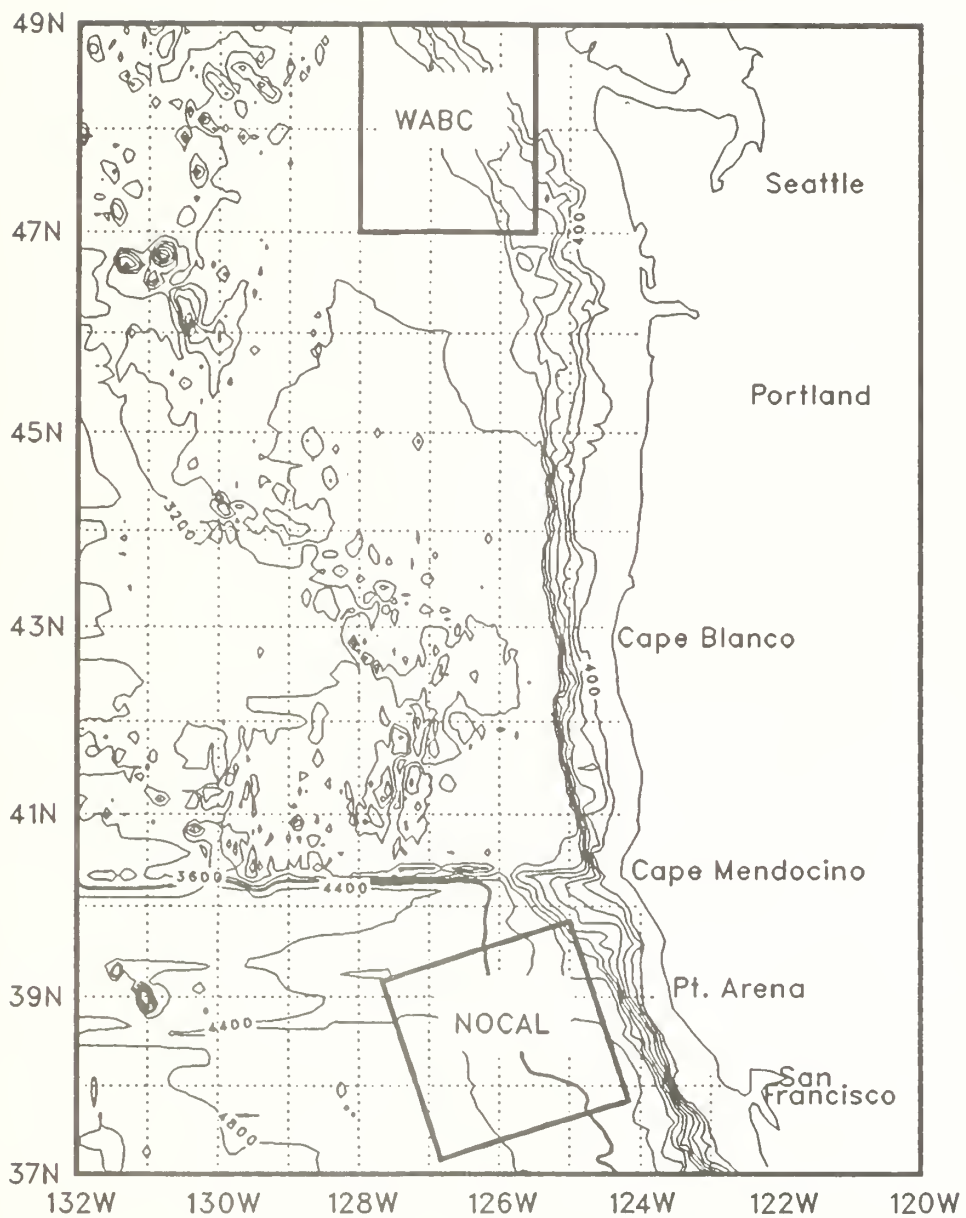 49N
WABC
Seattle
47N
400
Portland
45N
3200
43N
Cape Blanco
400
41N
3600
4400
Cape Mendocino
39N
Pt. Arena
4400
NOCAL
San
Francisco
4800
37N
132W 130W 128W 126W 124W 122W 120W